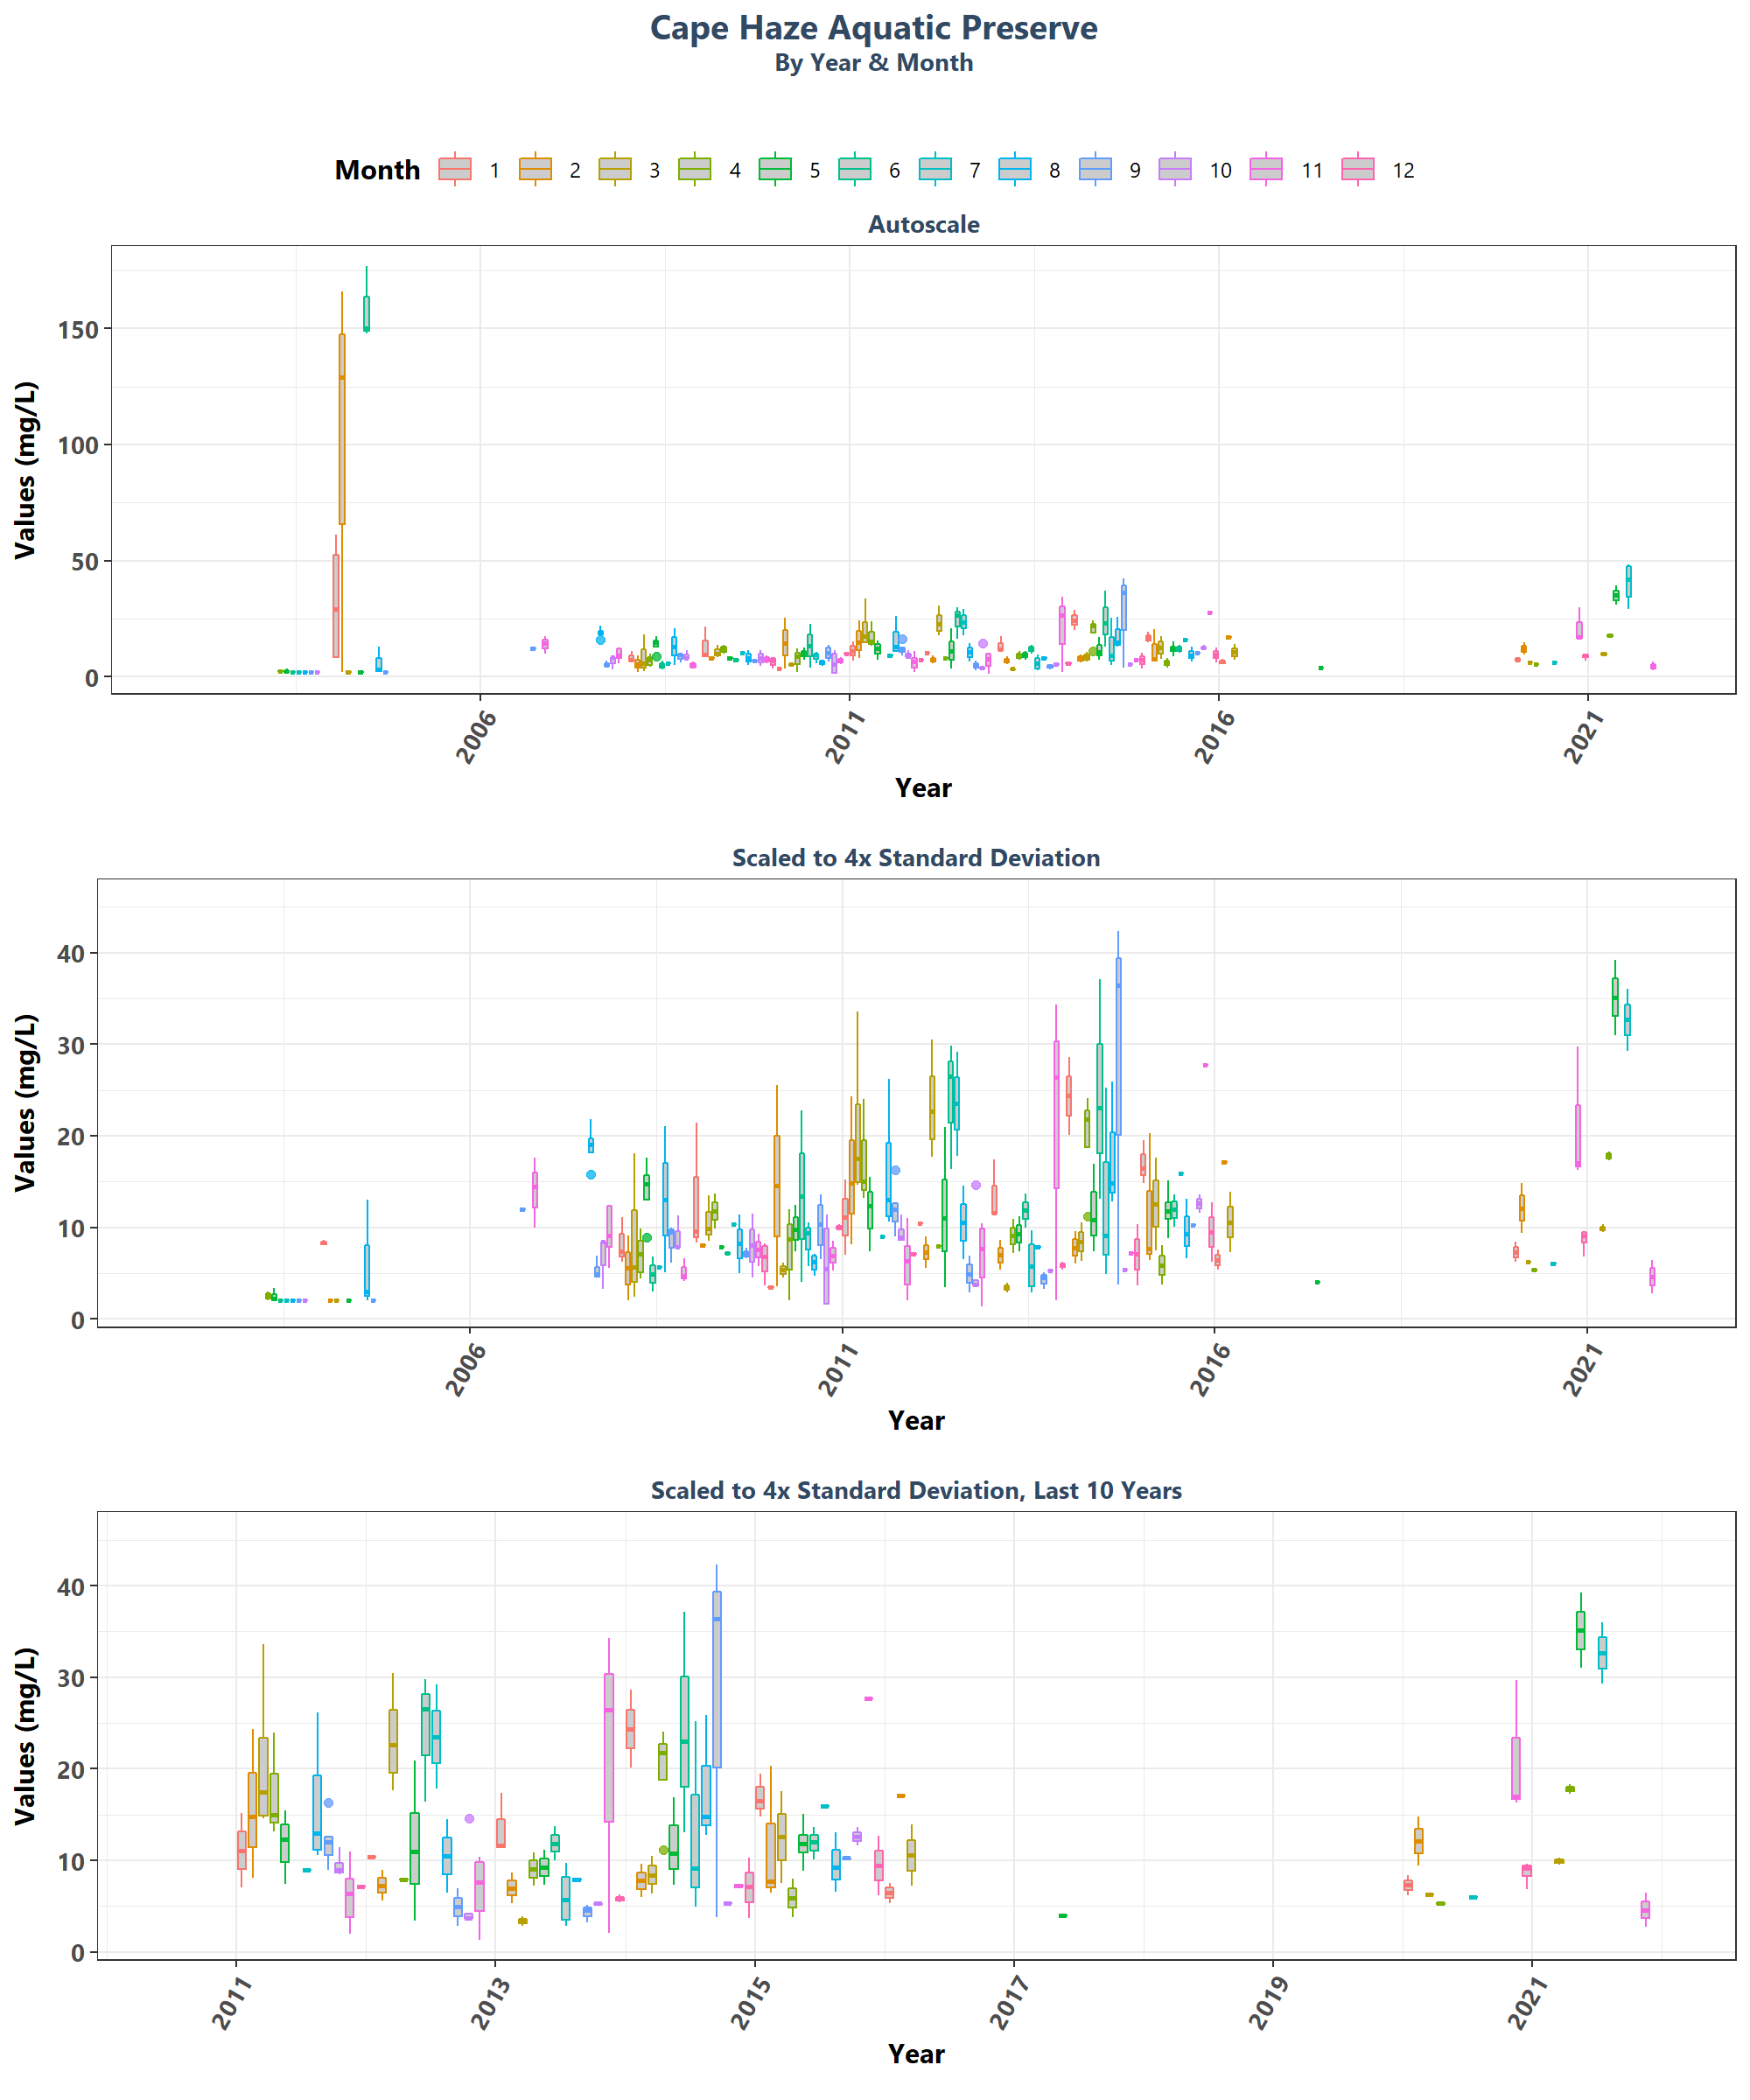 Cape Haze Aquatic Preserve
By Year & Month
Month 1 2 3 4 5 6 7 8 9 10 11 12
Autoscale
Values (mg/L)
150
100
50
0
2006 2011 2016 2021
Year
Scaled to 4x Standard Deviation
Values (mg/L)
40
30
20
10
0
2006 2011 2016 2021
Year
Scaled to 4x Standard Deviation, Last 10 Years
Values (mg/L)
40
30
20
10
0
2011 2013 2015 2017 2019 2021
Year